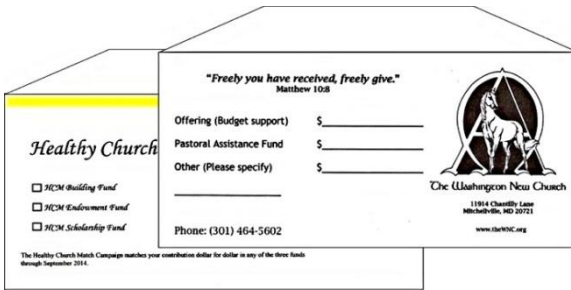 "Freely you have received, freely give."
Matthew 10:8
Offering (Budget support) $
Pastoral Assistance Fund $
Other (Please specify) $
Phone: (301) 464-5602
The Washington New Church
11914 Chantilly Lane
Mitchellville, MD 20721
www.theWNC.org
Healthy Church
HCM Building Fund
HCM Endowment Fund
HCM Scholarship Fund
The Healthy Church Match Campaign matches your contribution dollar for dollar in any of the three funds
through September 2014.